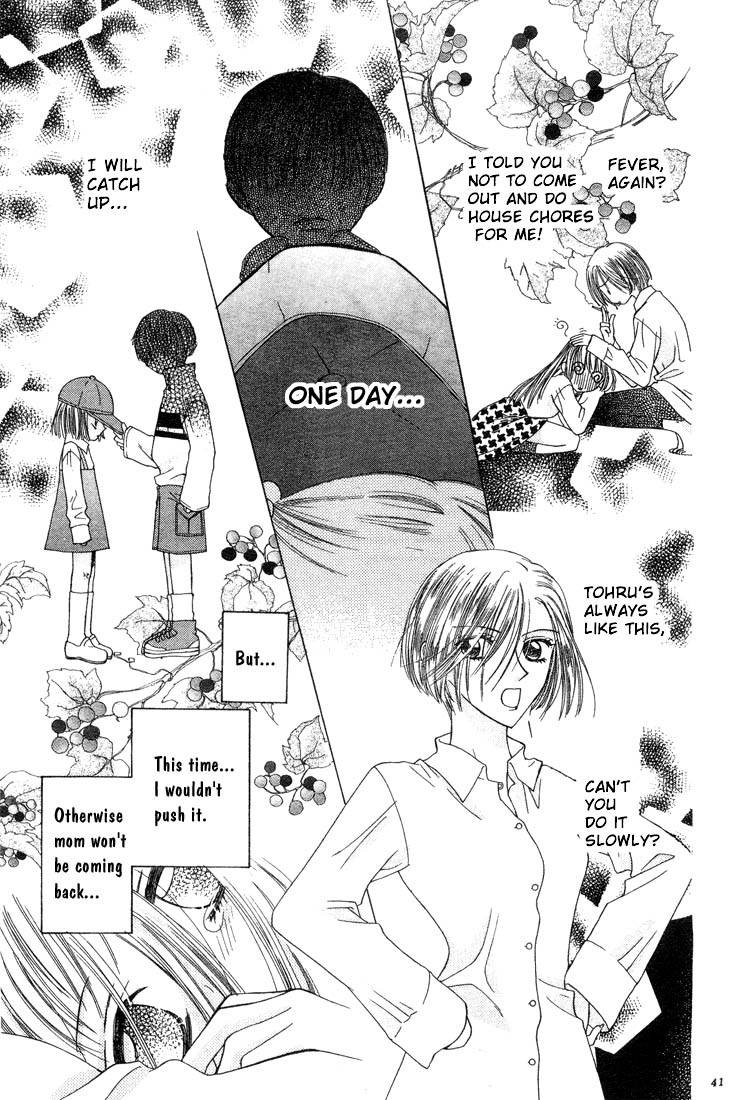 FEVER,
AGAIN?
I TOLD YOU
NOT TO COME
OUT AND DO
HOUSE CHORES
FOR ME!
?
TOHRU'S
ALWAYS
LIKE THIS,
CAN'T
YOU
DO IT
SLOWLY?
ONE DAY...
I WILL
CATCH
UP...
But...
This time...
I wouldn't
push it.
Otherwise
mom won't
be coming
back...
41